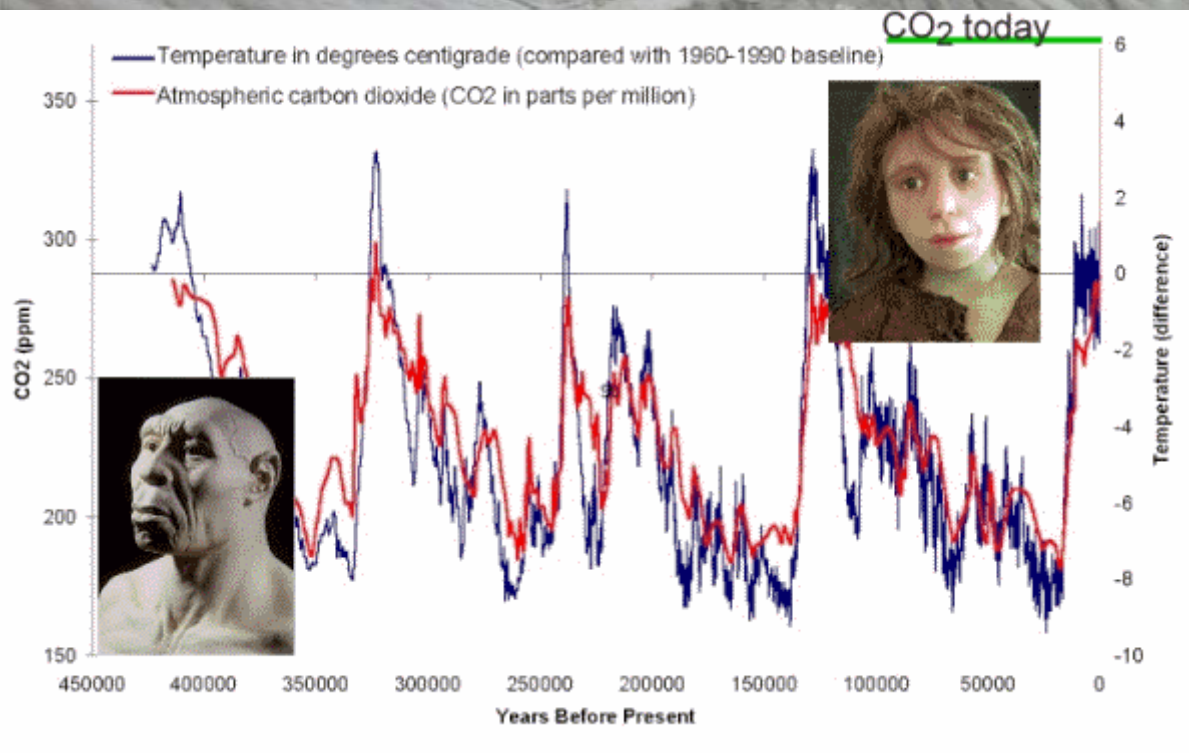 CO2 today
Temperature in degrees centigrade (compared with 1960-1990 baseline)
Atmospheric carbon dioxide (CO2 in parts per million)
6
350
4
2
300
0
CO2 (ppm)
Temperature (difference)
-2
250
-4
200
-6
-8
150
-10
450000 400000 350000 300000 250000 200000 150000 100000 50000 0
Years Before Present